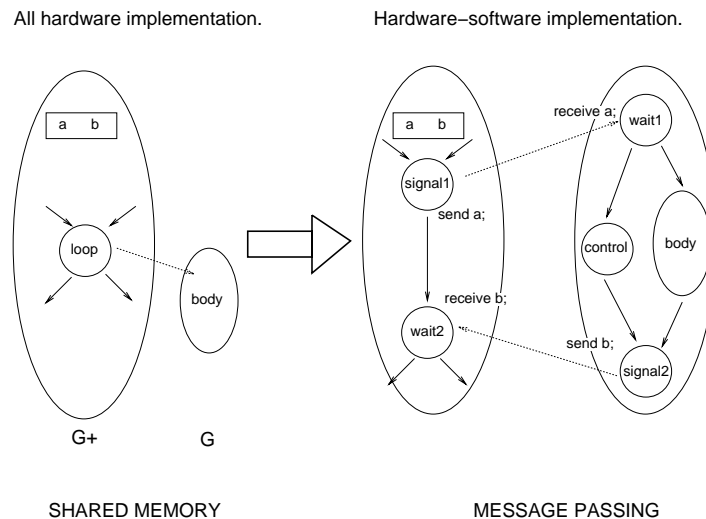 All hardware implementation.
Hardware–software implementation.
a b
loop
body
G+
G
SHARED MEMORY
a b
signal1
send a;
receive b;
wait2
receive a;
wait1
control
body
send b;
signal2
MESSAGE PASSING